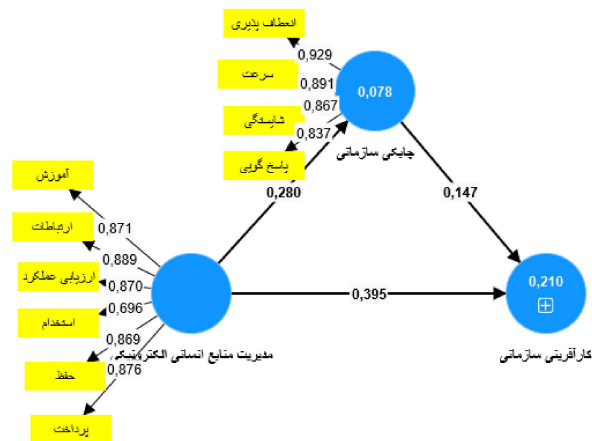 انعطاف پذیری
0,929
سرعت
0,891
0,078
0,867
شایستگی
0,837
پاسخ گویی
چابکی سازمانی
0,280
0,147
آموزش
0,871
ارتباطات
0,889
ارزیابی عملکرد
0,870
0,696
استخدام
0,869
حفظ
0,876
پرداخت
مدیریت منابع انسانی الکترونیکی
0,395
0,210
کارآفرینی سازمانی